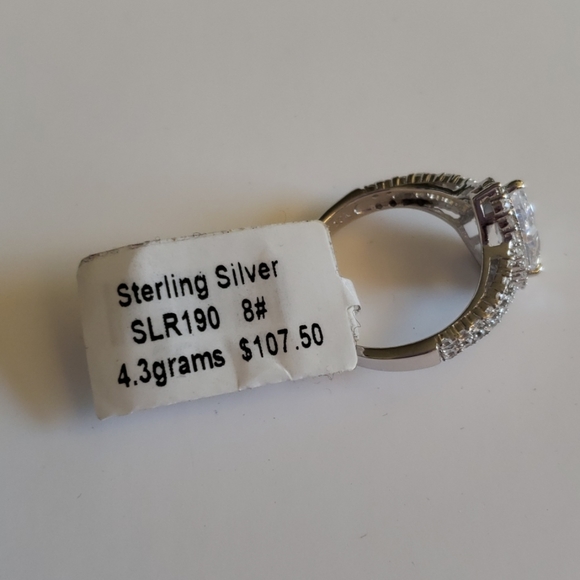 Sterling Silver
SLR190 8#
4.3grams $107.50